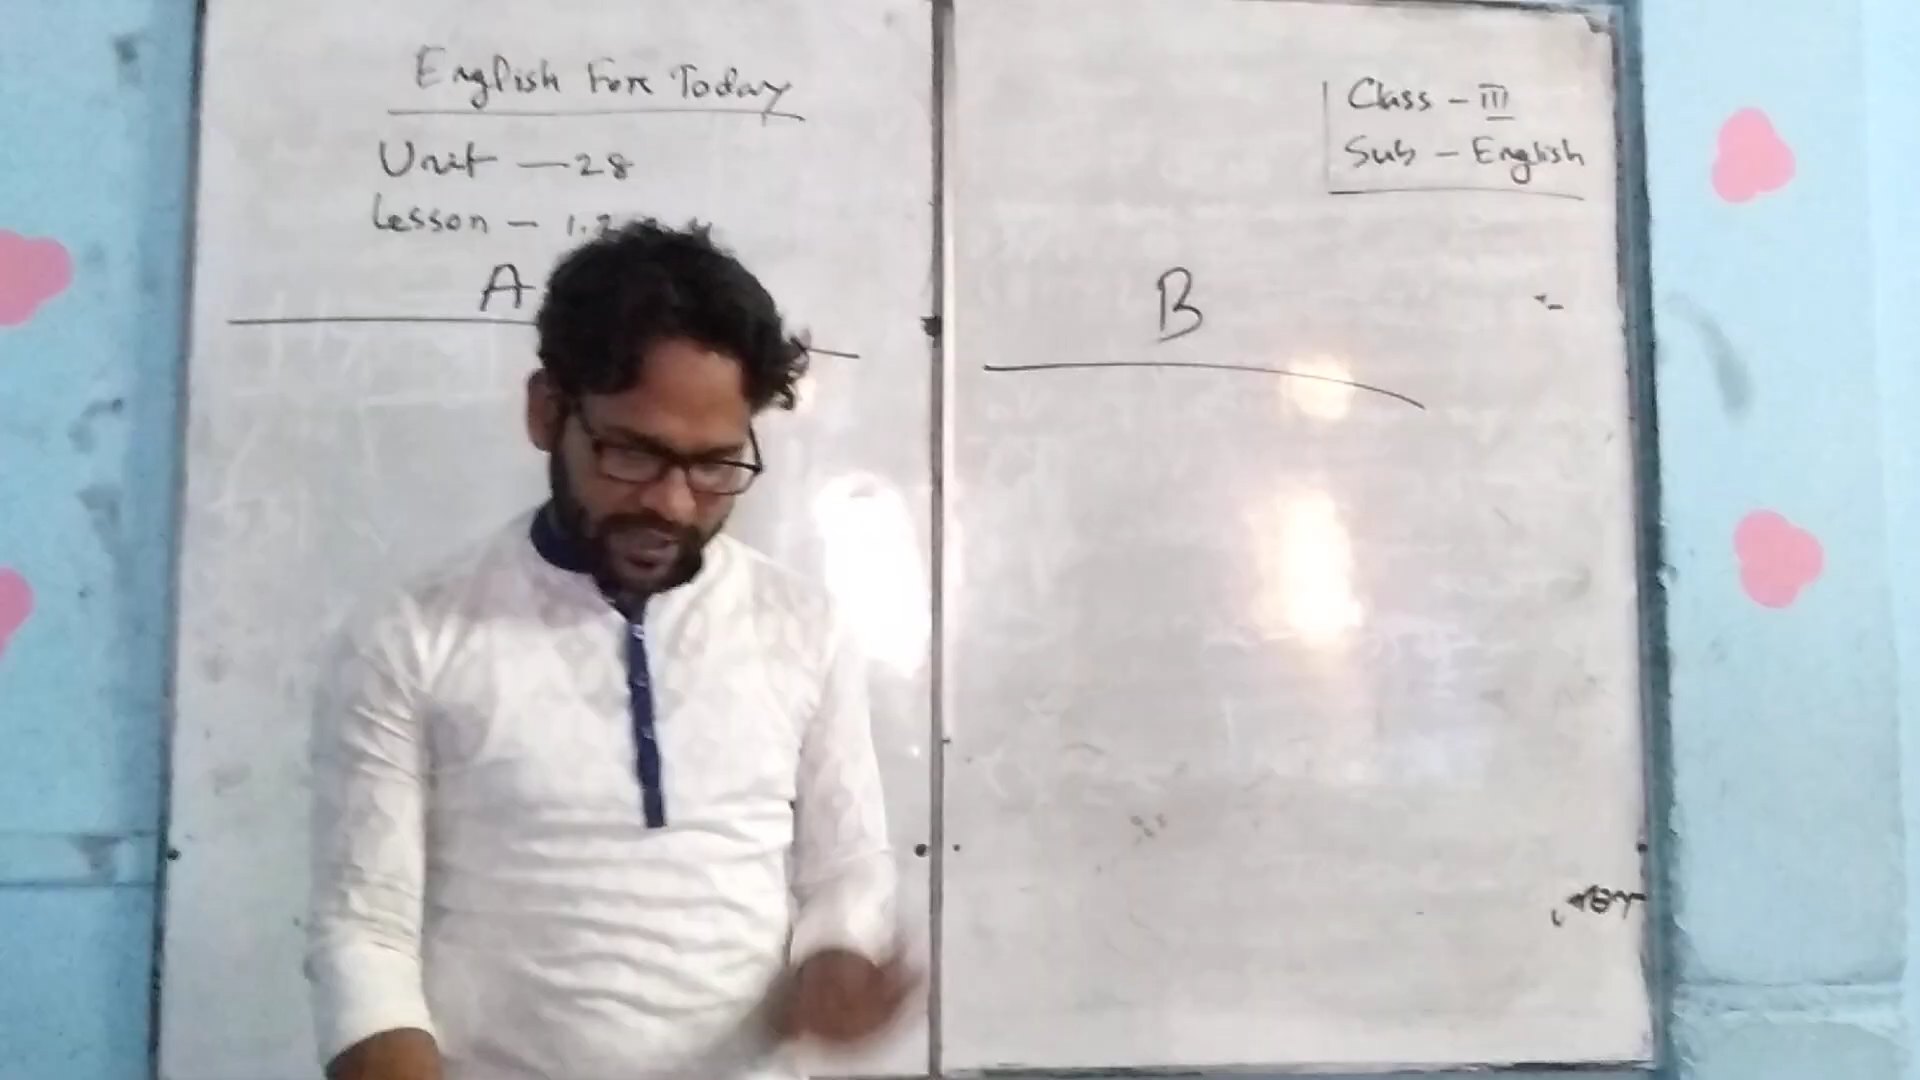 English For Today
Unit — 28
Lesson – 1.2
A
Class – III
Sub – English
B